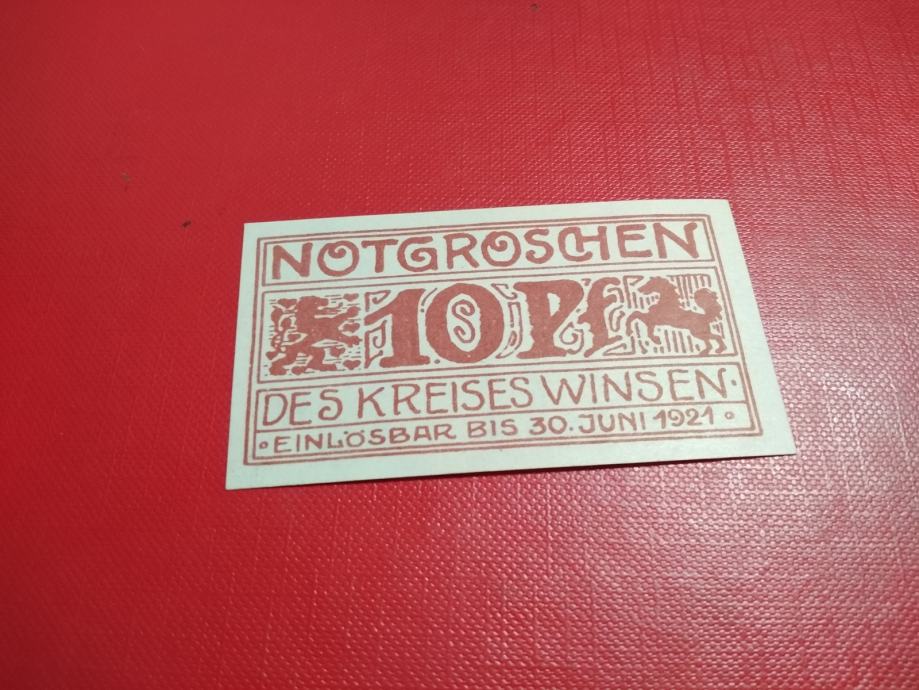 NOTGROSCHEN
10 Pf
DES KREISES WINSEN·
∘EINLÖSBAR BIS 30. JUNI 1921∘